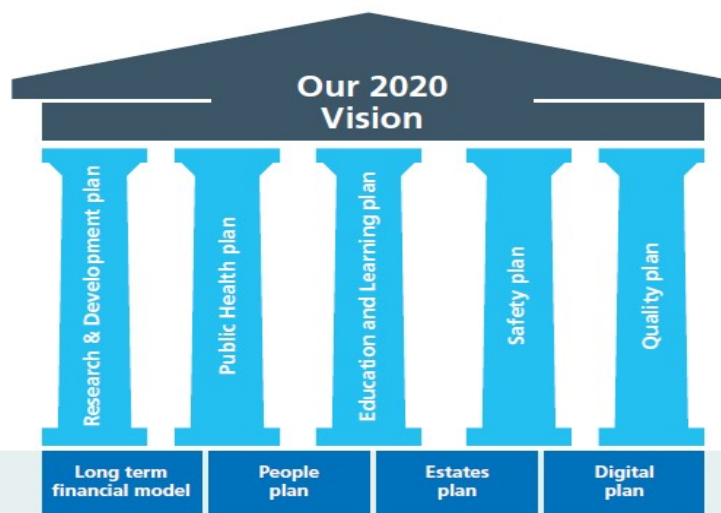 Our 2020
Vision
Research & Development plan
Public Health plan
Education and Learning plan
Safety plan
Quality plan
Long term
financial model
People
plan
Estates
plan
Digital
plan